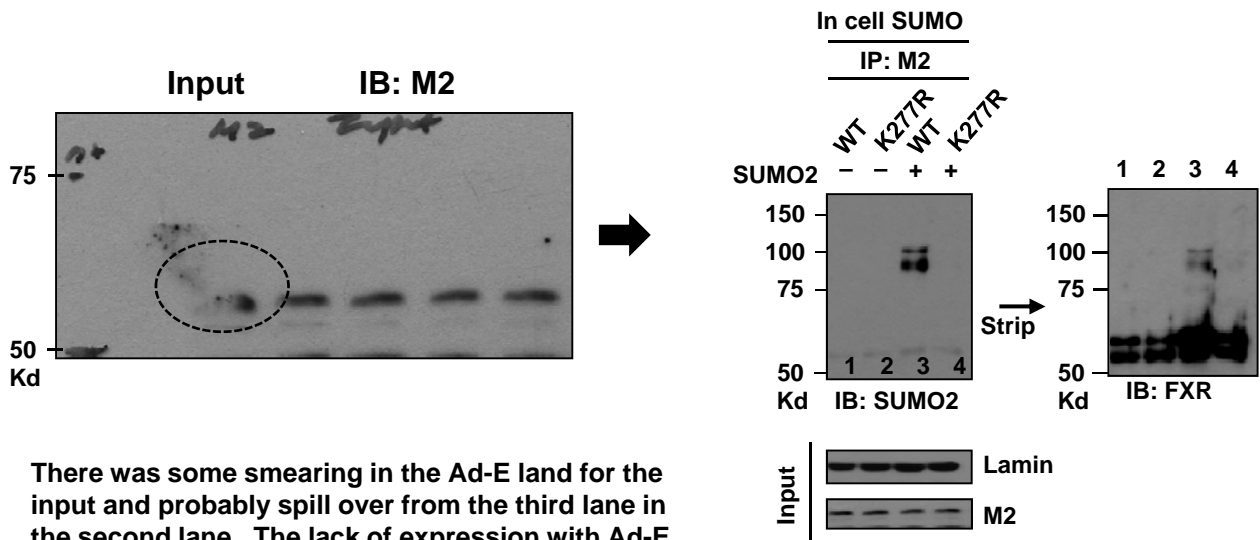 In cell SUMO
IP: M2
WT K277R WT K277R
SUMO2 – – + +
Input IB: M2
M2 Input
75
50
Kd
150
100
75
50
Kd
1 2 3 4
IB: SUMO2
Strip
1 2 3 4
150
100
75
50
Kd
IB: FXR
Input
Lamin
M2
There was some smearing in the Ad-E land for the
input and probably spill over from the third lane in
the second lane. The lack of expression with Ad-E